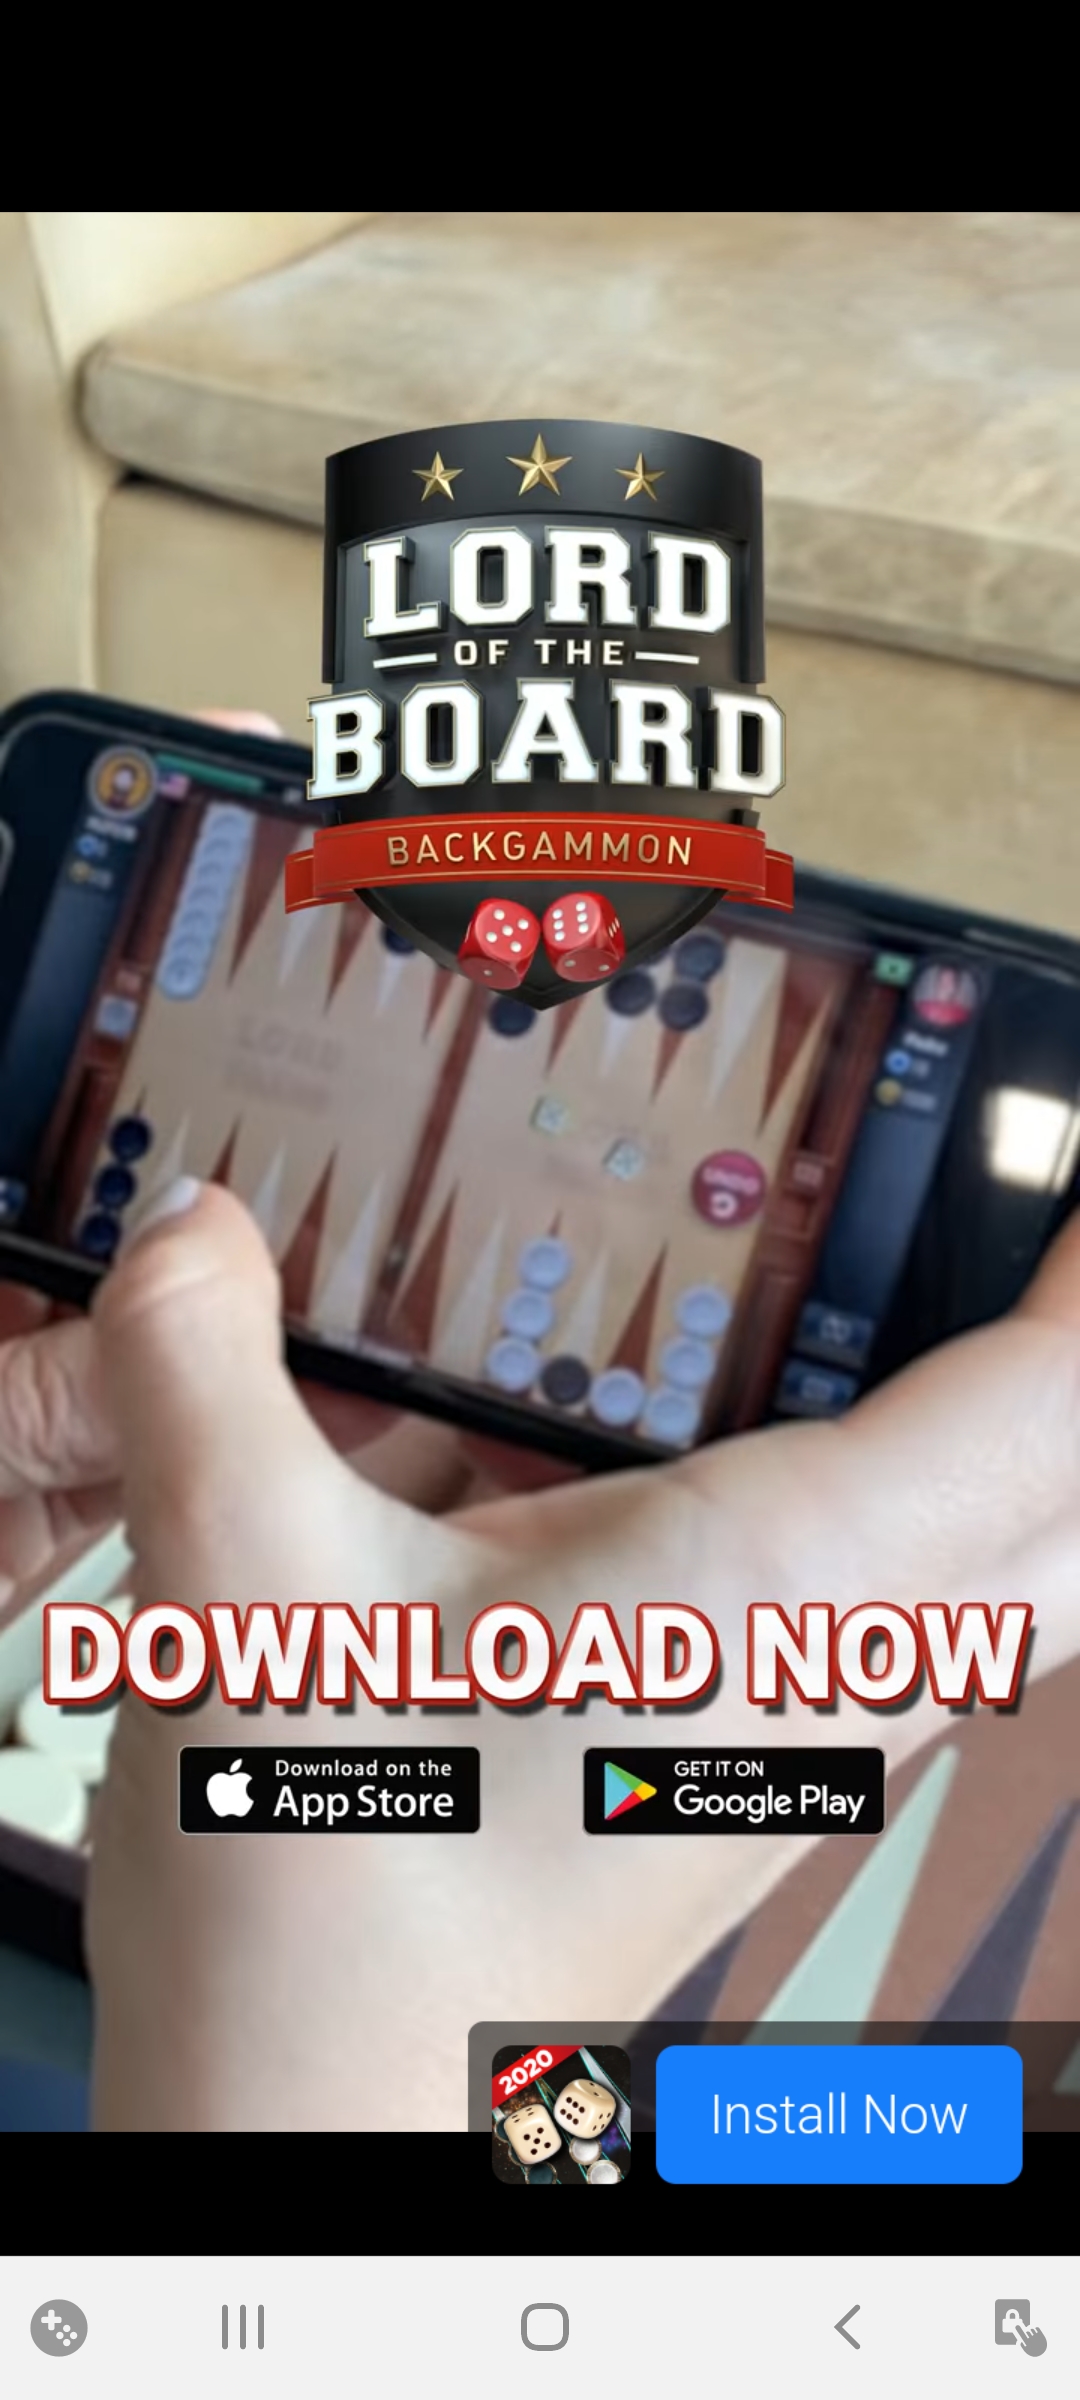 LORD
OF THE
BOARD
BACKGAMMON
DOWNLOAD NOW
Download on the
App Store
GET IT ON
Google Play
2020
Install Now